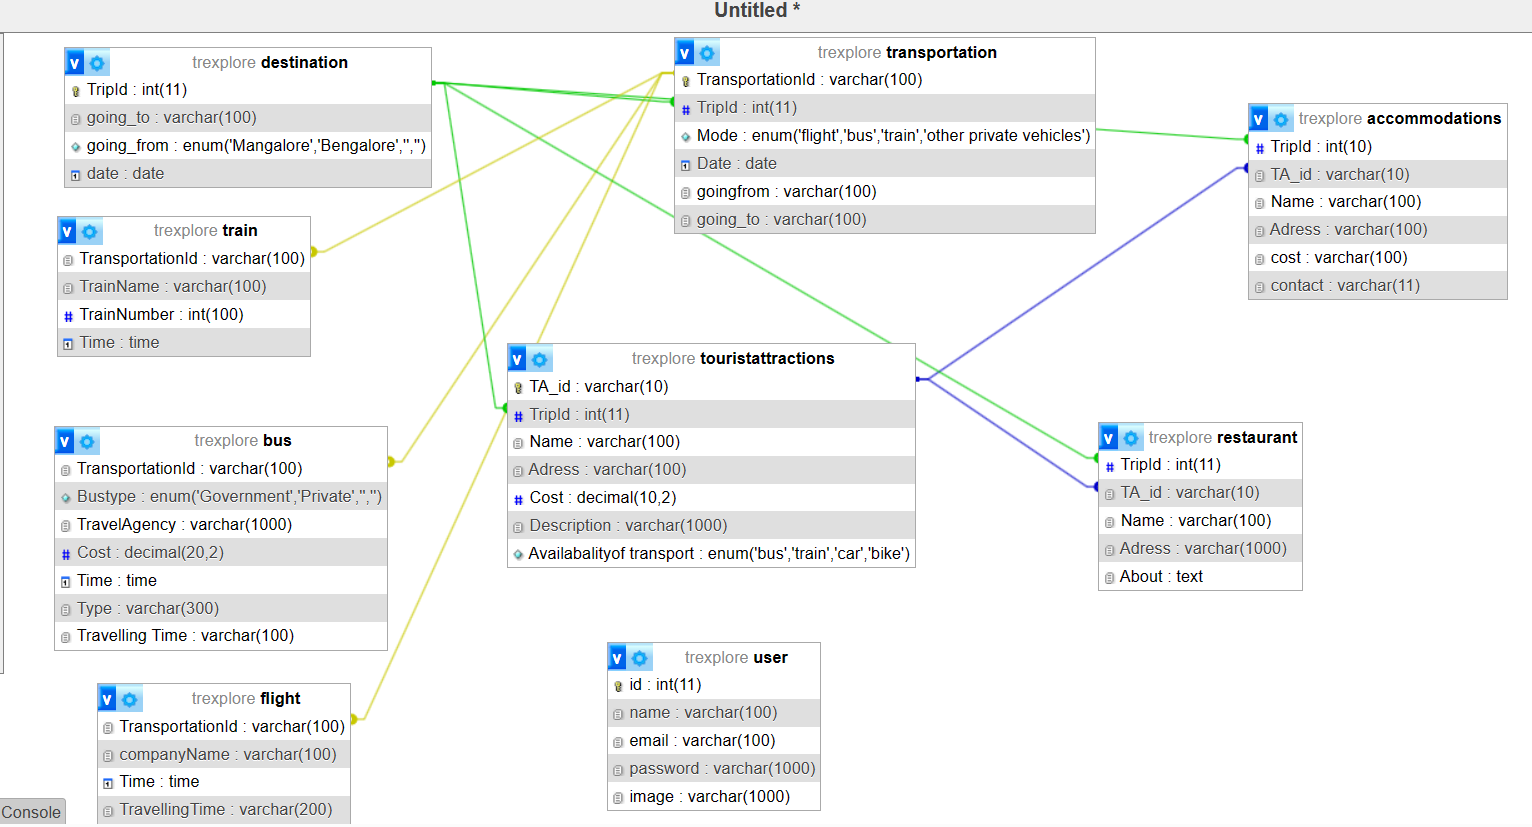 Untitled *
v trexplore destination
TripId : int(11)
going_to : varchar(100)
going_from : enum('Mangalore','Bengalore','','')
date : date
v trexplore transportation
TransportationId : varchar(100)
TripId : int(11)
Mode : enum('flight','bus','train','other private vehicles')
Date : date
goingfrom : varchar(100)
going_to : varchar(100)
v trexplore accommodations
TripId : int(10)
TA_id : varchar(10)
Name : varchar(100)
Adress : varchar(100)
cost : varchar(100)
contact : varchar(11)
v trexplore train
TransportationId : varchar(100)
TrainName : varchar(100)
TrainNumber : int(100)
Time : time
v trexplore touristattractions
TA_id : varchar(10)
TripId : int(11)
Name : varchar(100)
Adress : varchar(100)
Cost : decimal(10,2)
Description : varchar(1000)
Availabalityof transport : enum('bus','train','car','bike')
v trexplore bus
TransportationId : varchar(100)
Bustype : enum('Government','Private','','')
TravelAgency : varchar(1000)
Cost : decimal(20,2)
Time : time
Type : varchar(300)
Travelling Time : varchar(100)
v trexplore restaurant
TripId : int(11)
TA_id : varchar(10)
Name : varchar(100)
Adress : varchar(1000)
About : text
v trexplore user
id : int(11)
name : varchar(100)
email : varchar(100)
password : varchar(1000)
image : varchar(1000)
v trexplore flight
TransportationId : varchar(100)
companyName : varchar(100)
Time : time
TravellingTime : varchar(200)
Console